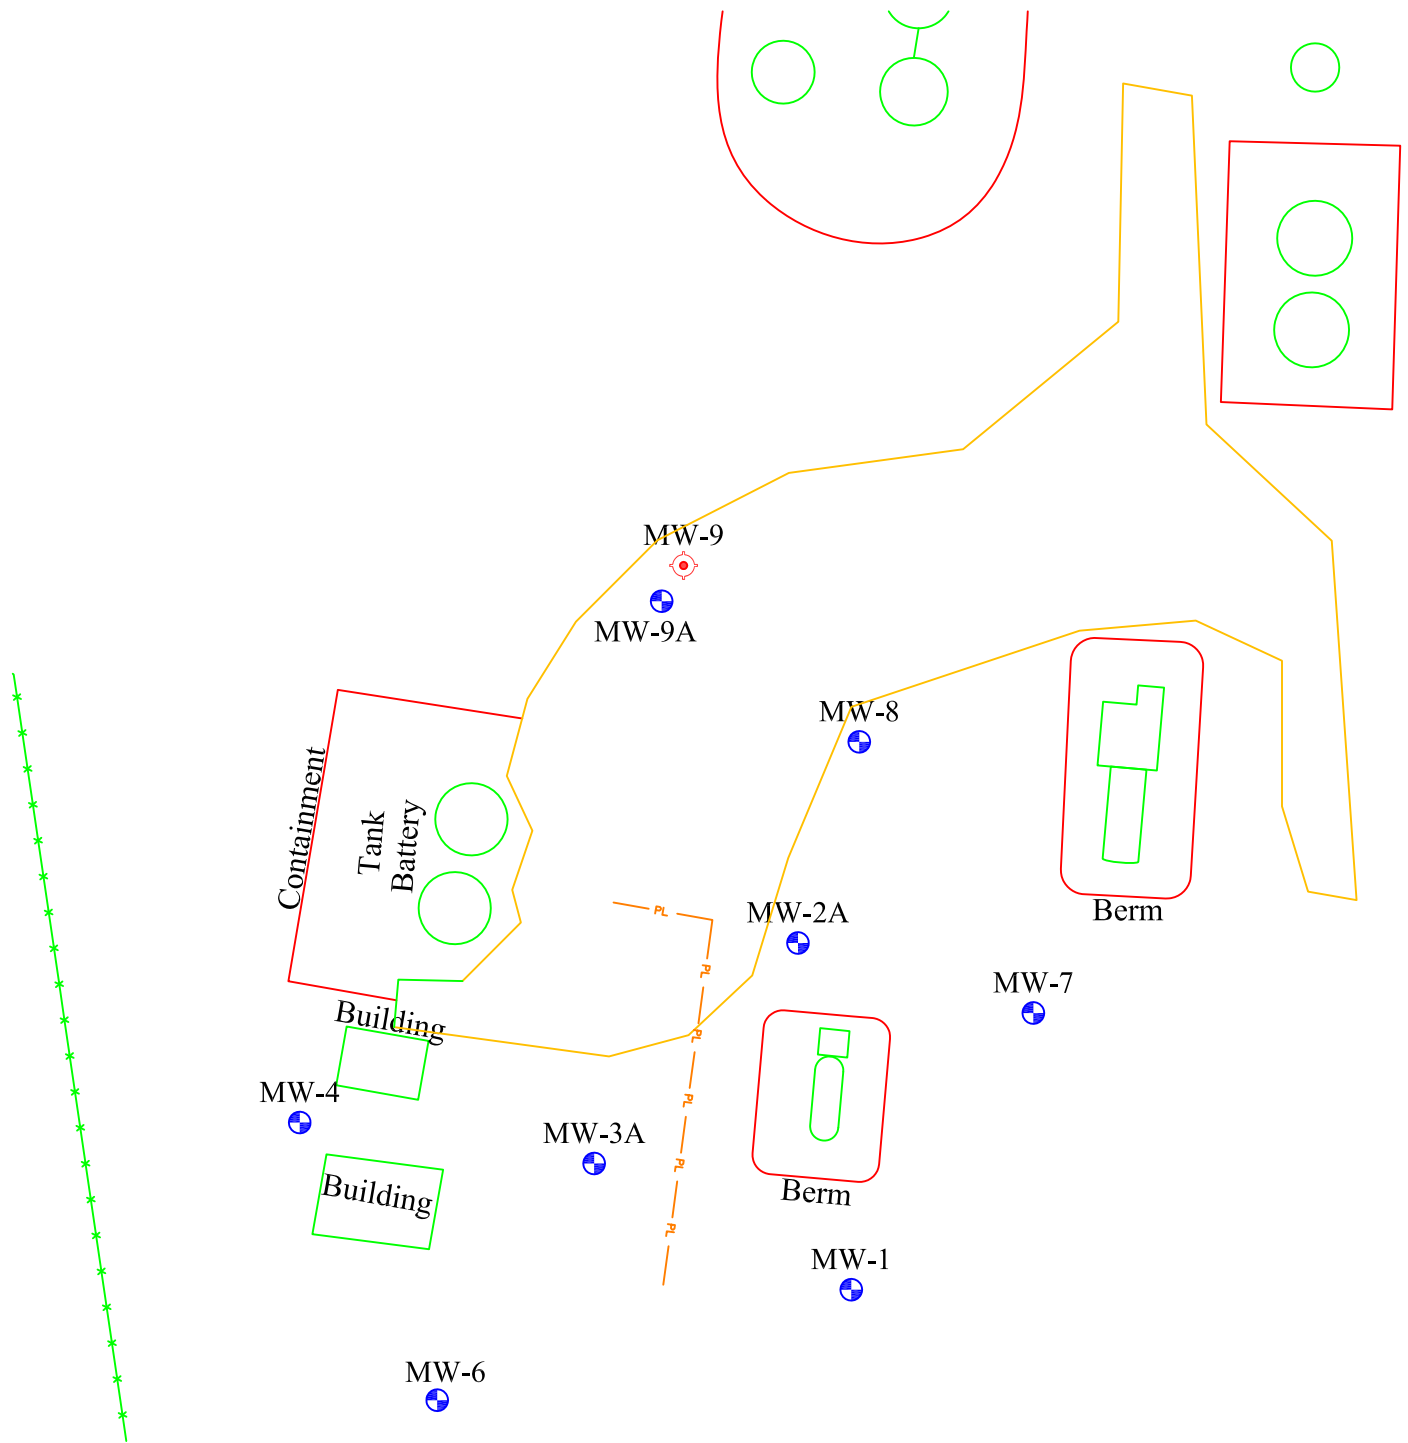 MW-9
MW-9A
MW-8
Containment
Tank
Battery
Berm
PL
MW-2A
PL
MW-7
Building
PL
MW-4
PL
MW-3A
PL
Building
Berm
PL
MW-1
MW-6